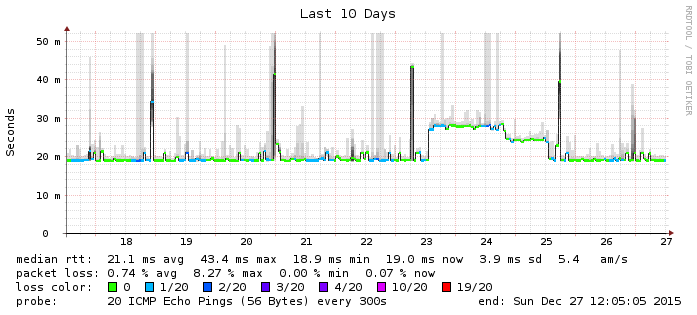 Last 10 Days
RRDTOOL / TOBI OETIKER
Seconds
50 m
40 m
30 m
20 m
10 m
0
18 19 20 21 22 23 24 25 26 27
median rtt: 21.1 ms avg 43.4 ms max 18.9 ms min 19.0 ms now 3.9 ms sd 5.4 am/s
packet loss: 0.74 % avg 8.27 % max 0.00 % min 0.07 % now
loss color: 0 1/20 2/20 3/20 4/20 10/20 19/20
probe: 20 ICMP Echo Pings (56 Bytes) every 300s end: Sun Dec 27 12:05:05 2015